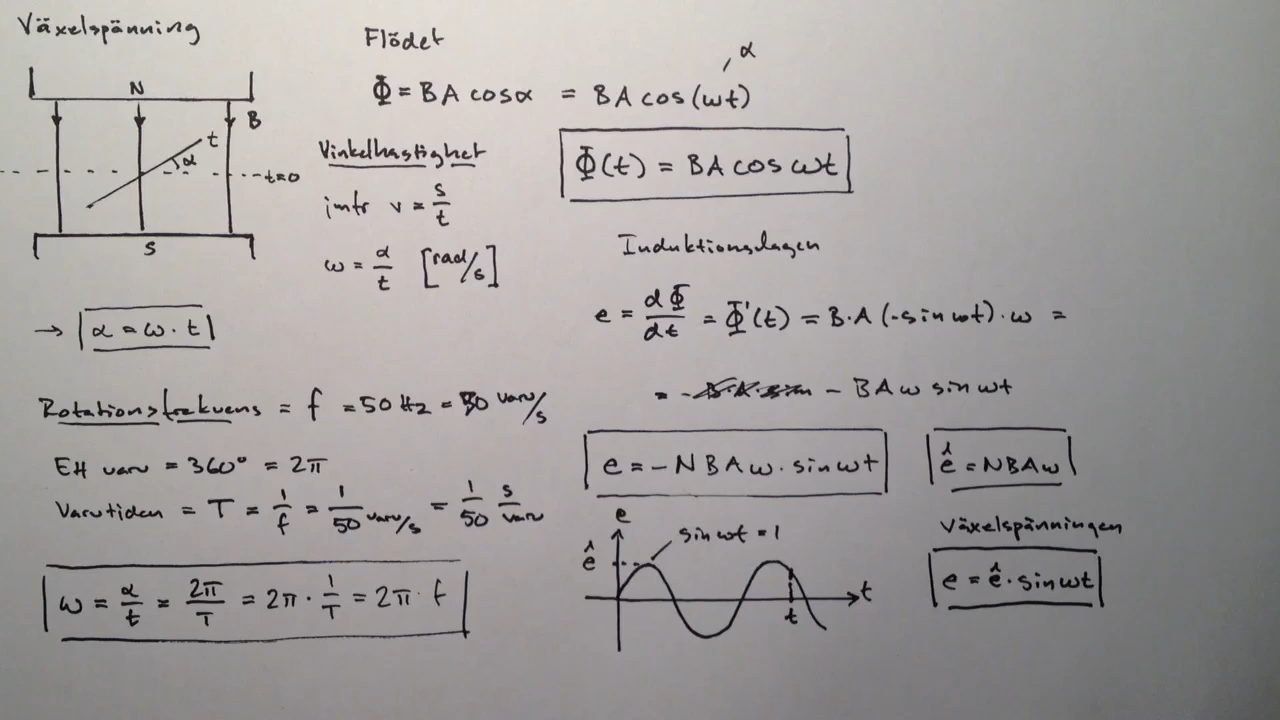 Växelspänning
N
B
t
α
t=0
S
→ α = ω · t
Flödet
α
Φ = BA cosα = BA cos(ωt)
Φ(t) = BA cos ωt
Vinkelhastighet
jmfr v = s/t
ω = α/t [rad/s]
Induktionslagen
e = dΦ/dt = Φ'(t) = B·A (-sin ωt)·ω =
= - B·A·sin - BAω sin ωt
e = -NBAω · sin ωt
ê = NBAω
Rotationsfrekvens = f = 50 Hz = 50 varv/s
Ett varv = 360° = 2π
Varvtiden = T = 1/f = 1/50 varv/s = 1/50 s/varv
ω = α/t = 2π/T = 2π · 1/T = 2π · f
e
ê
sin ωt = 1
t
t
Växelspänningen
e = ê · sin ωt